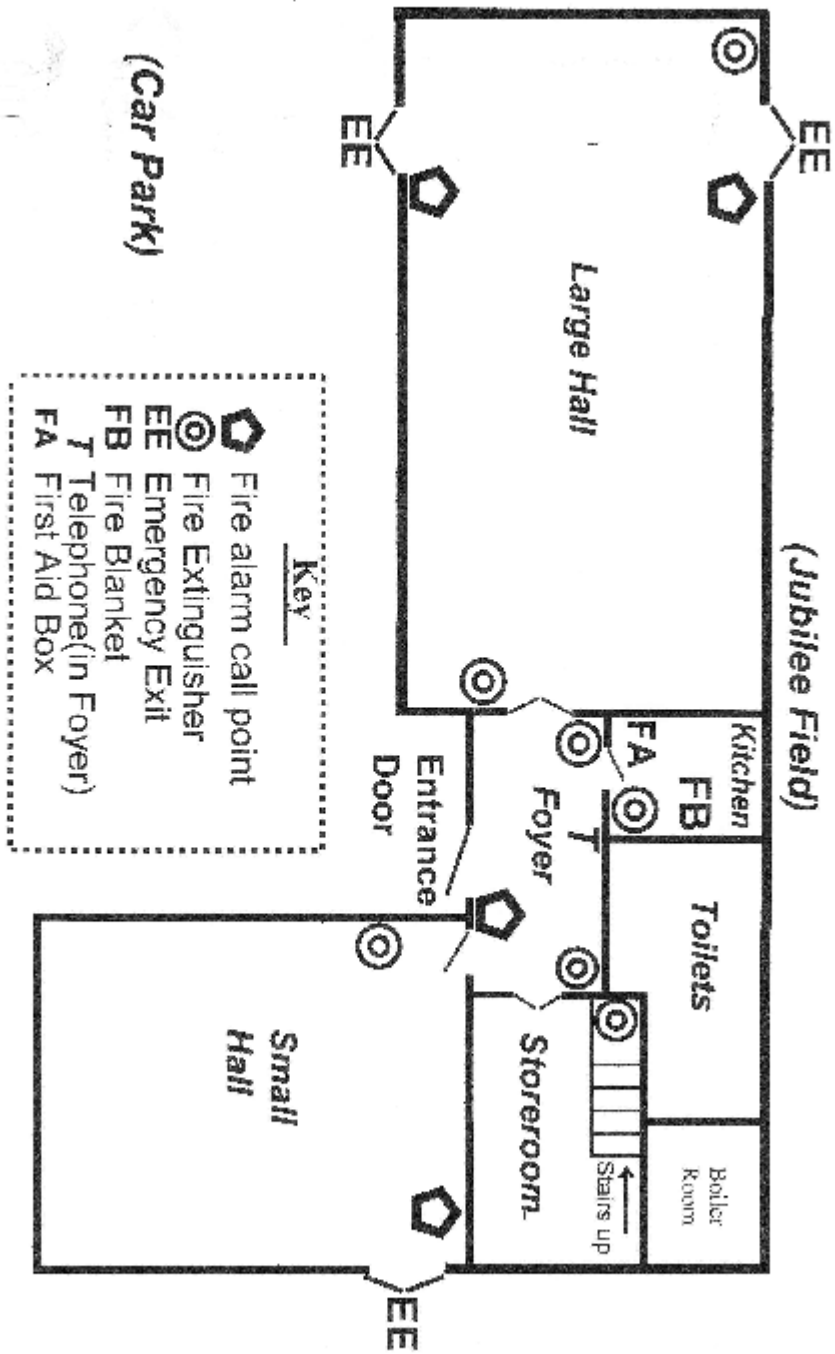 (Jubilee Field)
EE
Large Hall
EE
Kitchen
FB
FA
T
Foyer
Toilets
Boiler
Room
Stairs up
Storeroom
Entrance
Door
Small
Hall
EE
(Car Park)
Key
Fire alarm call point
Fire Extinguisher
EE Emergency Exit
FB Fire Blanket
T Telephone(in Foyer)
FA First Aid Box